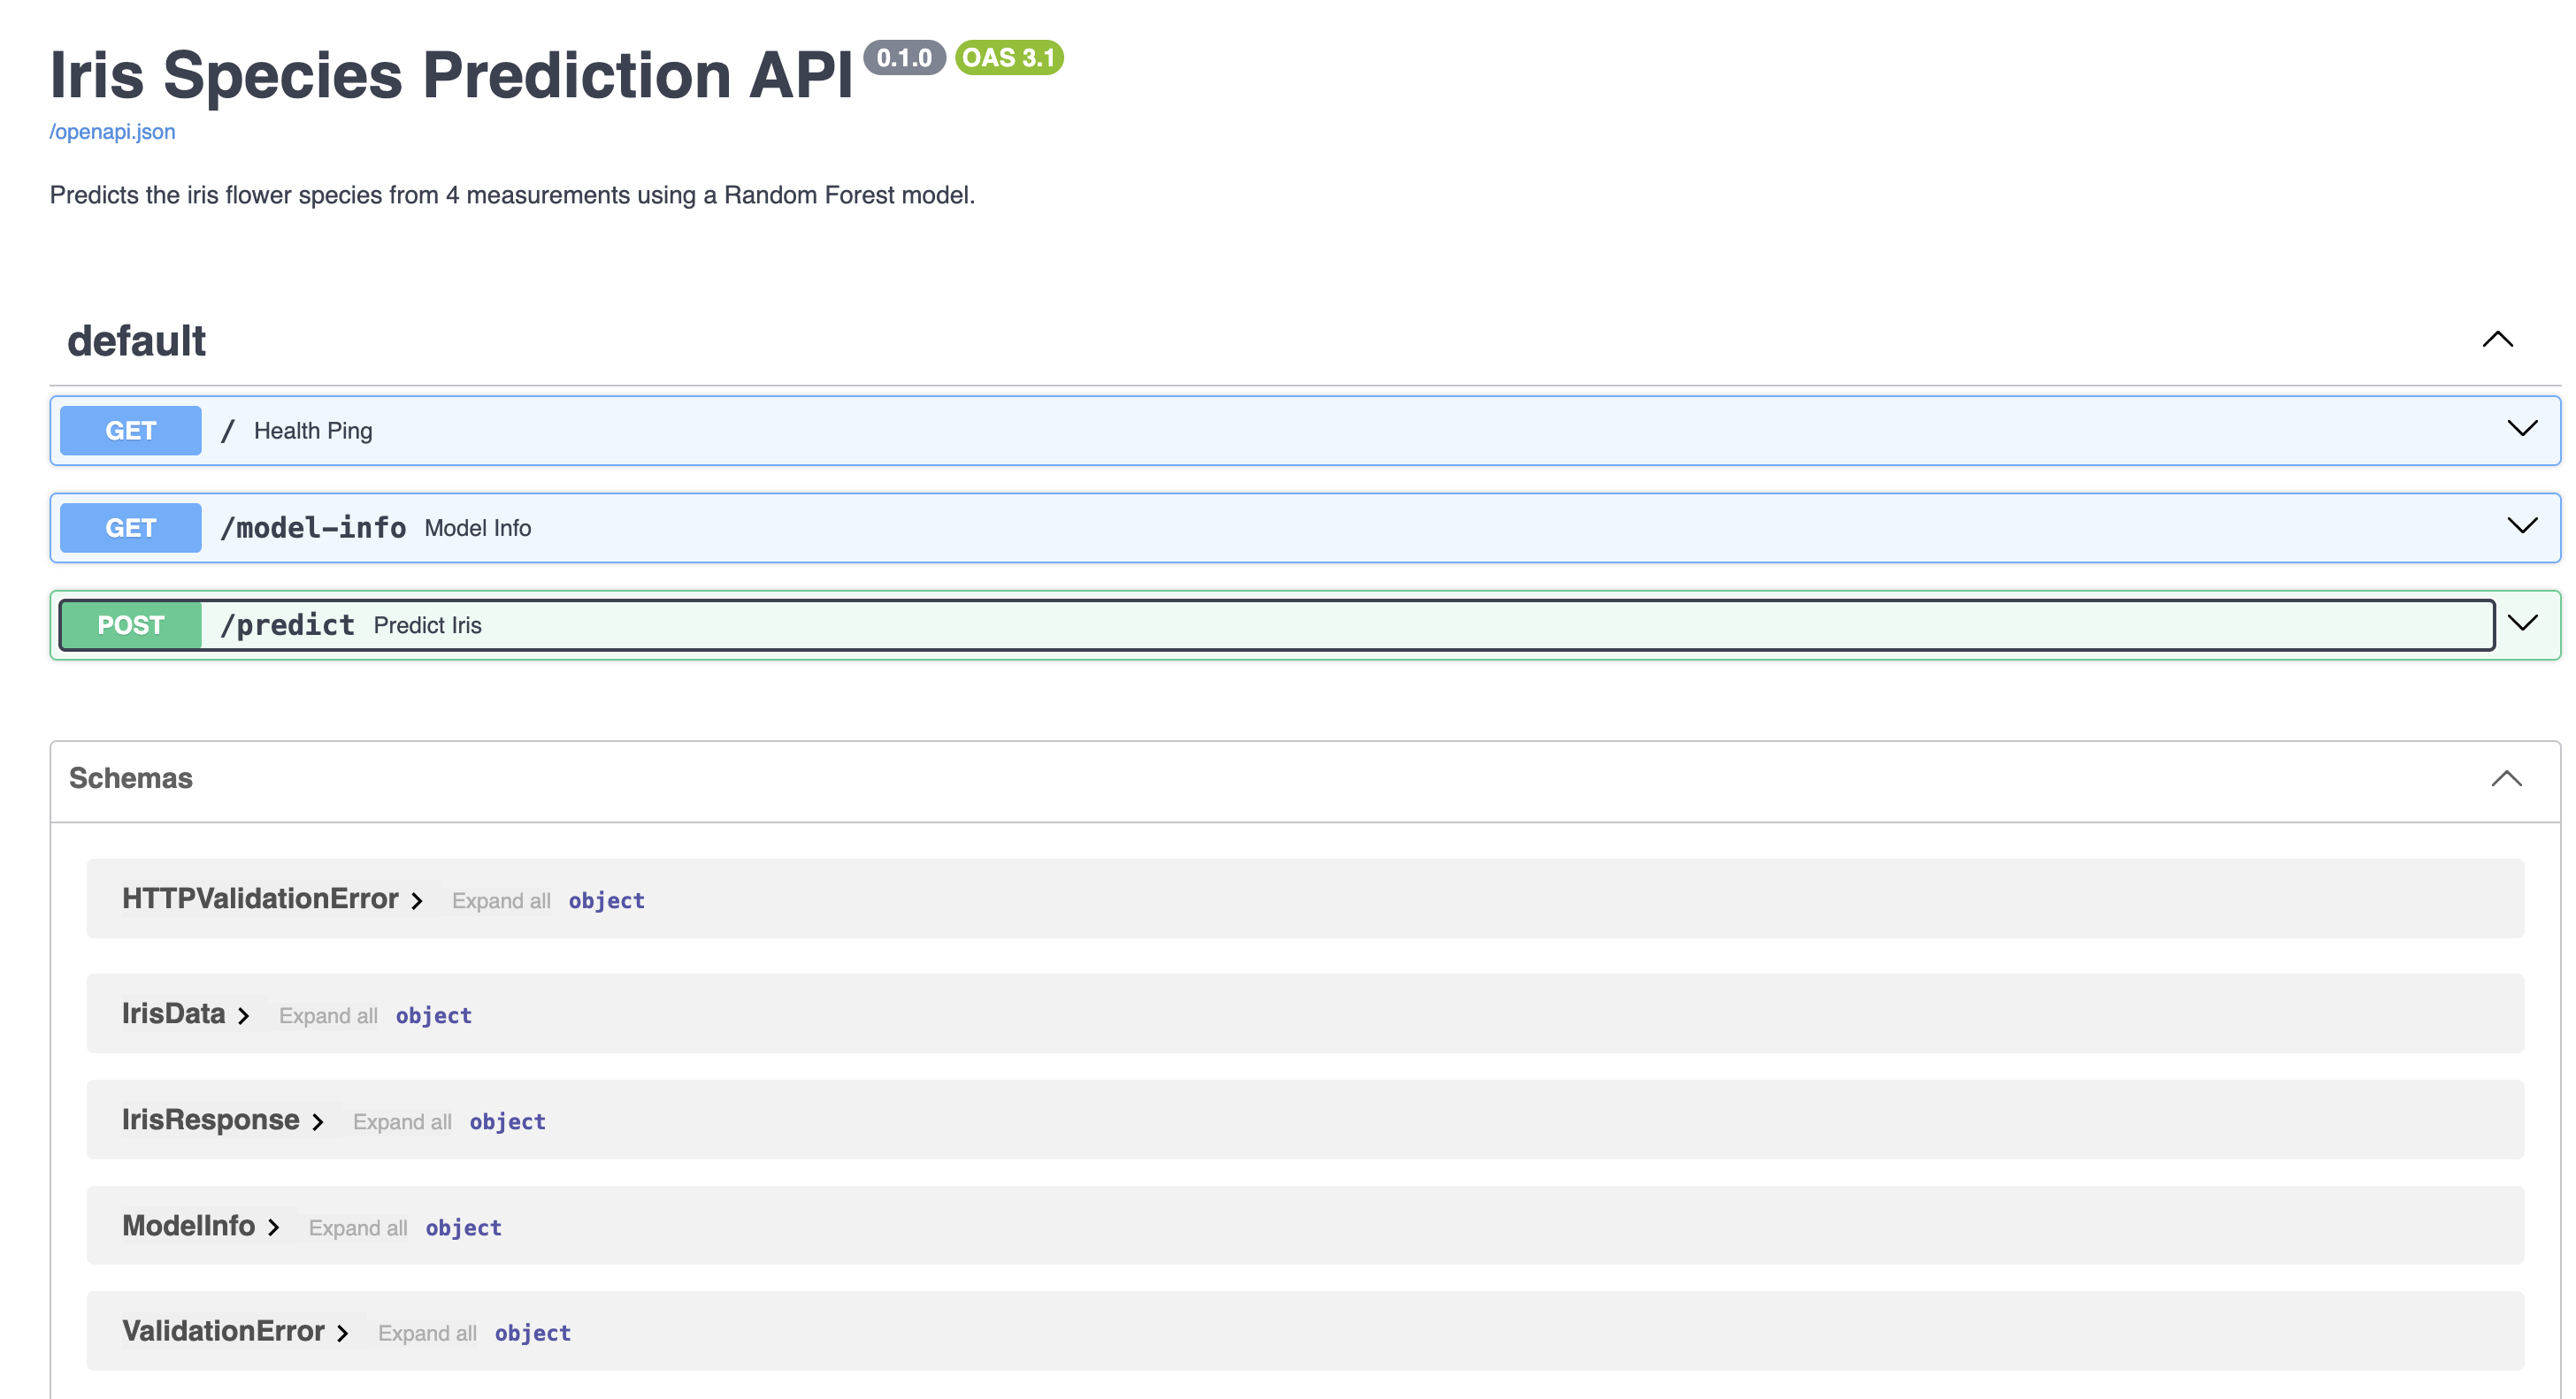 Iris Species Prediction API 0.1.0 OAS 3.1
/openapi.json
Predicts the iris flower species from 4 measurements using a Random Forest model.
default
GET / Health Ping
GET /model-info Model Info
POST /predict Predict Iris
Schemas
HTTPValidationError Expand all object
IrisData Expand all object
IrisResponse Expand all object
ModelInfo Expand all object
ValidationError Expand all object